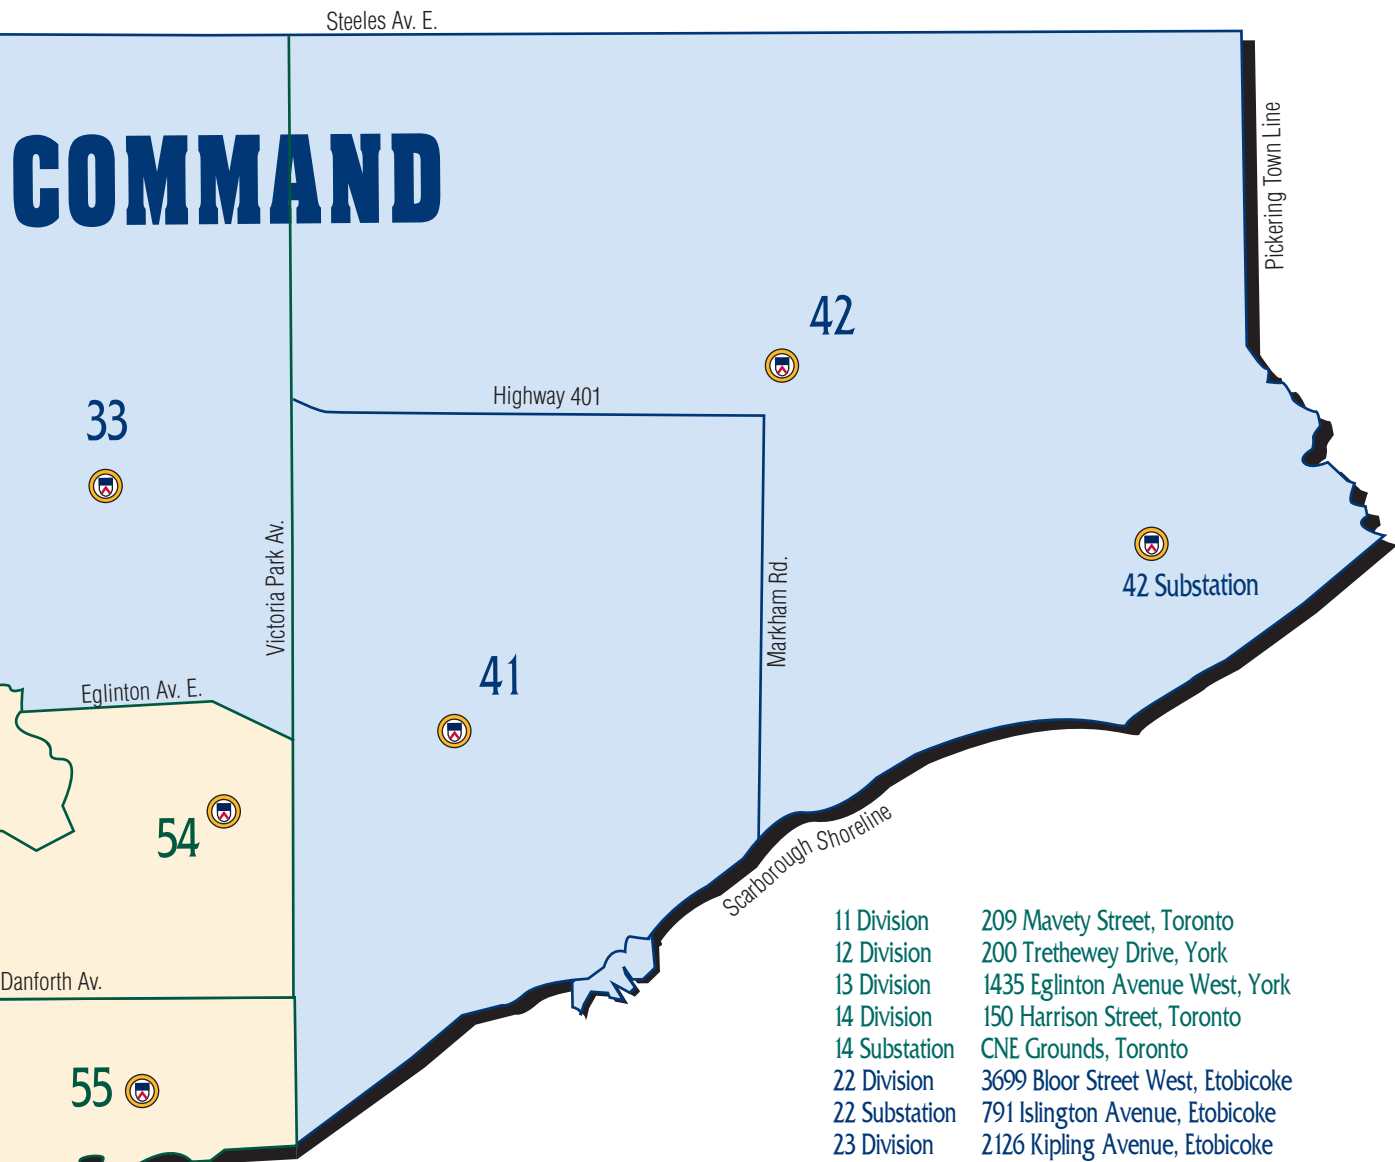 Steeles Av. E.
Pickering Town Line
COMMAND
42
Highway 401
33
Victoria Park Av.
Markham Rd.
42 Substation
41
Eglinton Av. E.
54
Scarborough Shoreline
Danforth Av.
55
11 Division 209 Mavety Street, Toronto
12 Division 200 Trethewey Drive, York
13 Division 1435 Eglinton Avenue West, York
14 Division 150 Harrison Street, Toronto
14 Substation CNE Grounds, Toronto
22 Division 3699 Bloor Street West, Etobicoke
22 Substation 791 Islington Avenue, Etobicoke
23 Division 2126 Kipling Avenue, Etobicoke